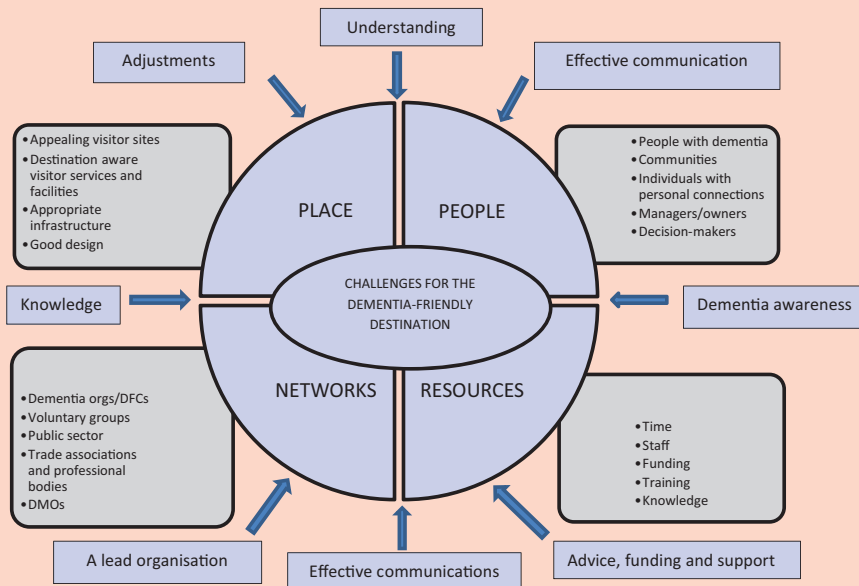 Understanding
Adjustments
Effective communication
• Appealing visitor sites
• Destination aware
visitor services and
facilities
• Appropriate
infrastructure
• Good design
PLACE
PEOPLE
• People with dementia
• Communities
• Individuals with
personal connections
• Managers/owners
• Decision-makers
Knowledge
CHALLENGES FOR THE
DEMENTIA-FRIENDLY
DESTINATION
Dementia awareness
• Dementia orgs/DFCs
• Voluntary groups
• Public sector
• Trade associations
and professional
bodies
• DMOs
NETWORKS
RESOURCES
• Time
• Staff
• Funding
• Training
• Knowledge
A lead organisation
Effective communications
Advice, funding and support